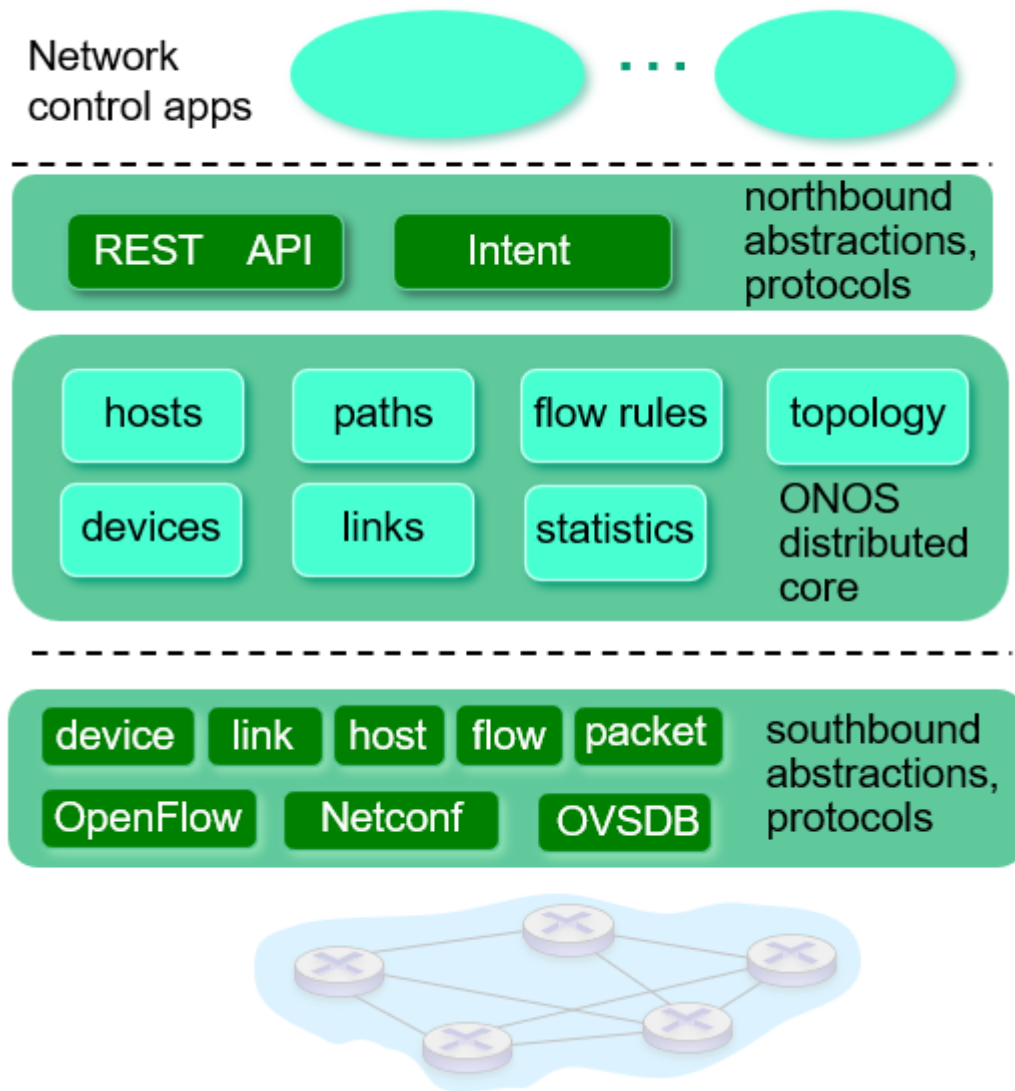 Network
control apps
...
REST API
Intent
northbound
abstractions,
protocols
hosts
paths
flow rules
topology
devices
links
statistics
ONOS
distributed
core
device
link
host
flow
packet
OpenFlow
Netconf
OVSDB
southbound
abstractions,
protocols